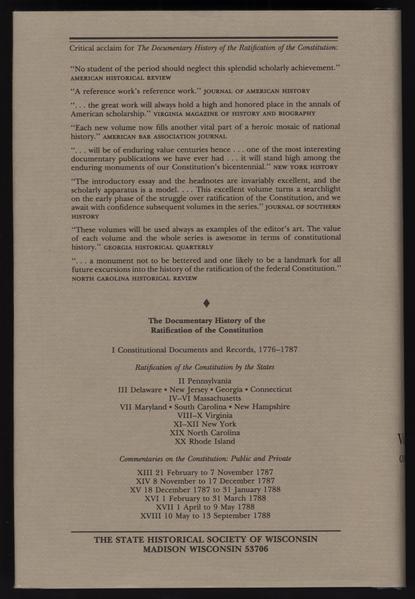 Critical acclaim for The Documentary History of the Ratification of the Constitution:
"No student of the period should neglect this splendid scholarly achievement."
AMERICAN HISTORICAL REVIEW
"A reference work's reference work." JOURNAL OF AMERICAN HISTORY
". . . the great work will always hold a high and honored place in the annals of
American scholarship." VIRGINIA MAGAZINE OF HISTORY AND BIOGRAPHY
"Each new volume now fills another vital part of a heroic mosaic of national
history." AMERICAN BAR ASSOCIATION JOURNAL
". . . will be of enduring value centuries hence . . . one of the most interesting
documentary publications we have ever had . . . it will stand high among the
enduring monuments of our Constitution's bicentennial." NEW YORK HISTORY
"The introductory essay and the headnotes are invariably excellent, and the
scholarly apparatus is a model. . . . This excellent volume turns a searchlight
on the early phase of the struggle over ratification of the Constitution, and we
await with confidence subsequent volumes in the series." JOURNAL OF SOUTHERN
HISTORY
"These volumes will be used always as examples of the editor's art. The value
of each volume and the whole series is awesome in terms of constitutional
history." GEORGIA HISTORICAL QUARTERLY
". . . a monument not to be bettered and one likely to be a landmark for all
future excursions into the history of the ratification of the federal Constitution."
NORTH CAROLINA HISTORICAL REVIEW
♦
The Documentary History of the
Ratification of the Constitution
I Constitutional Documents and Records, 1776–1787
Ratification of the Constitution by the States
II Pennsylvania
III Delaware • New Jersey • Georgia • Connecticut
IV–VI Massachusetts
VII Maryland • South Carolina • New Hampshire
VIII–X Virginia
XI–XII New York
XIX North Carolina
XX Rhode Island
Commentaries on the Constitution: Public and Private
XIII 21 February to 7 November 1787
XIV 8 November to 17 December 1787
XV 18 December 1787 to 31 January 1788
XVI 1 February to 31 March 1788
XVII 1 April to 9 May 1788
XVIII 10 May to 13 September 1788
THE STATE HISTORICAL SOCIETY OF WISCONSIN
MADISON WISCONSIN 53706